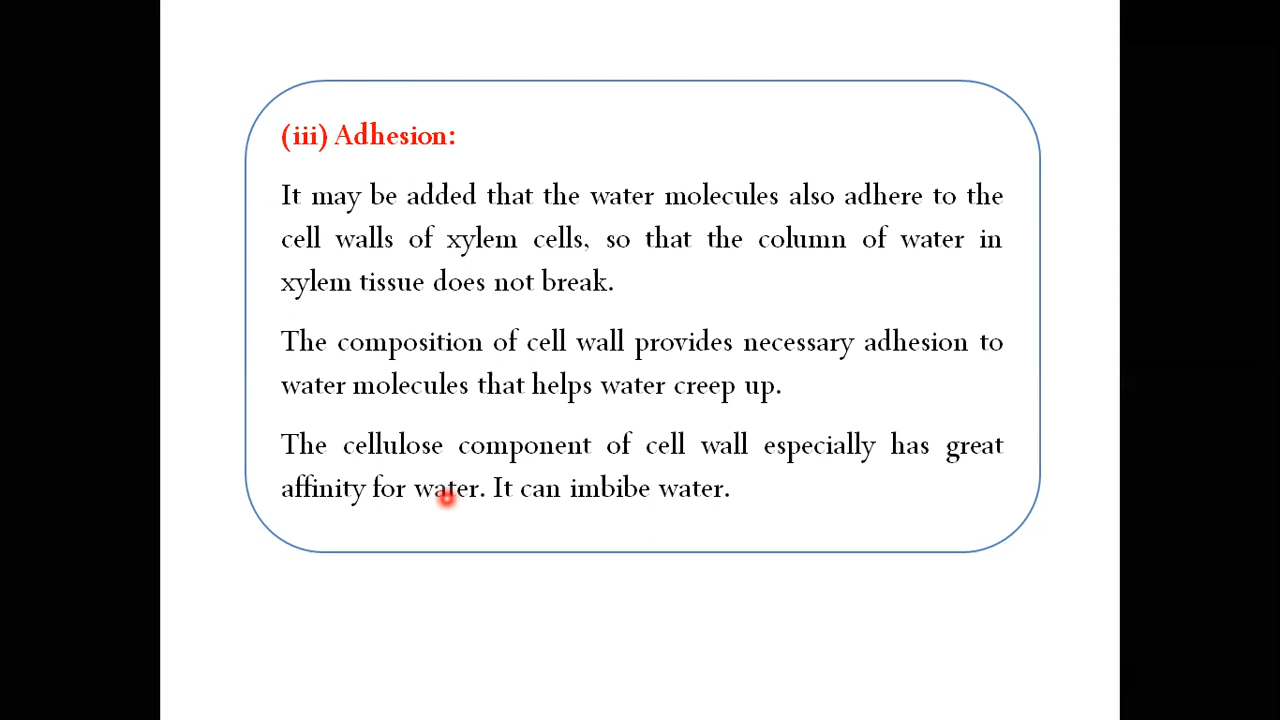 (iii) Adhesion:
It may be added that the water molecules also adhere to the
cell walls of xylem cells, so that the column of water in
xylem tissue does not break.
The composition of cell wall provides necessary adhesion to
water molecules that helps water creep up.
The cellulose component of cell wall especially has great
affinity for water. It can imbibe water.